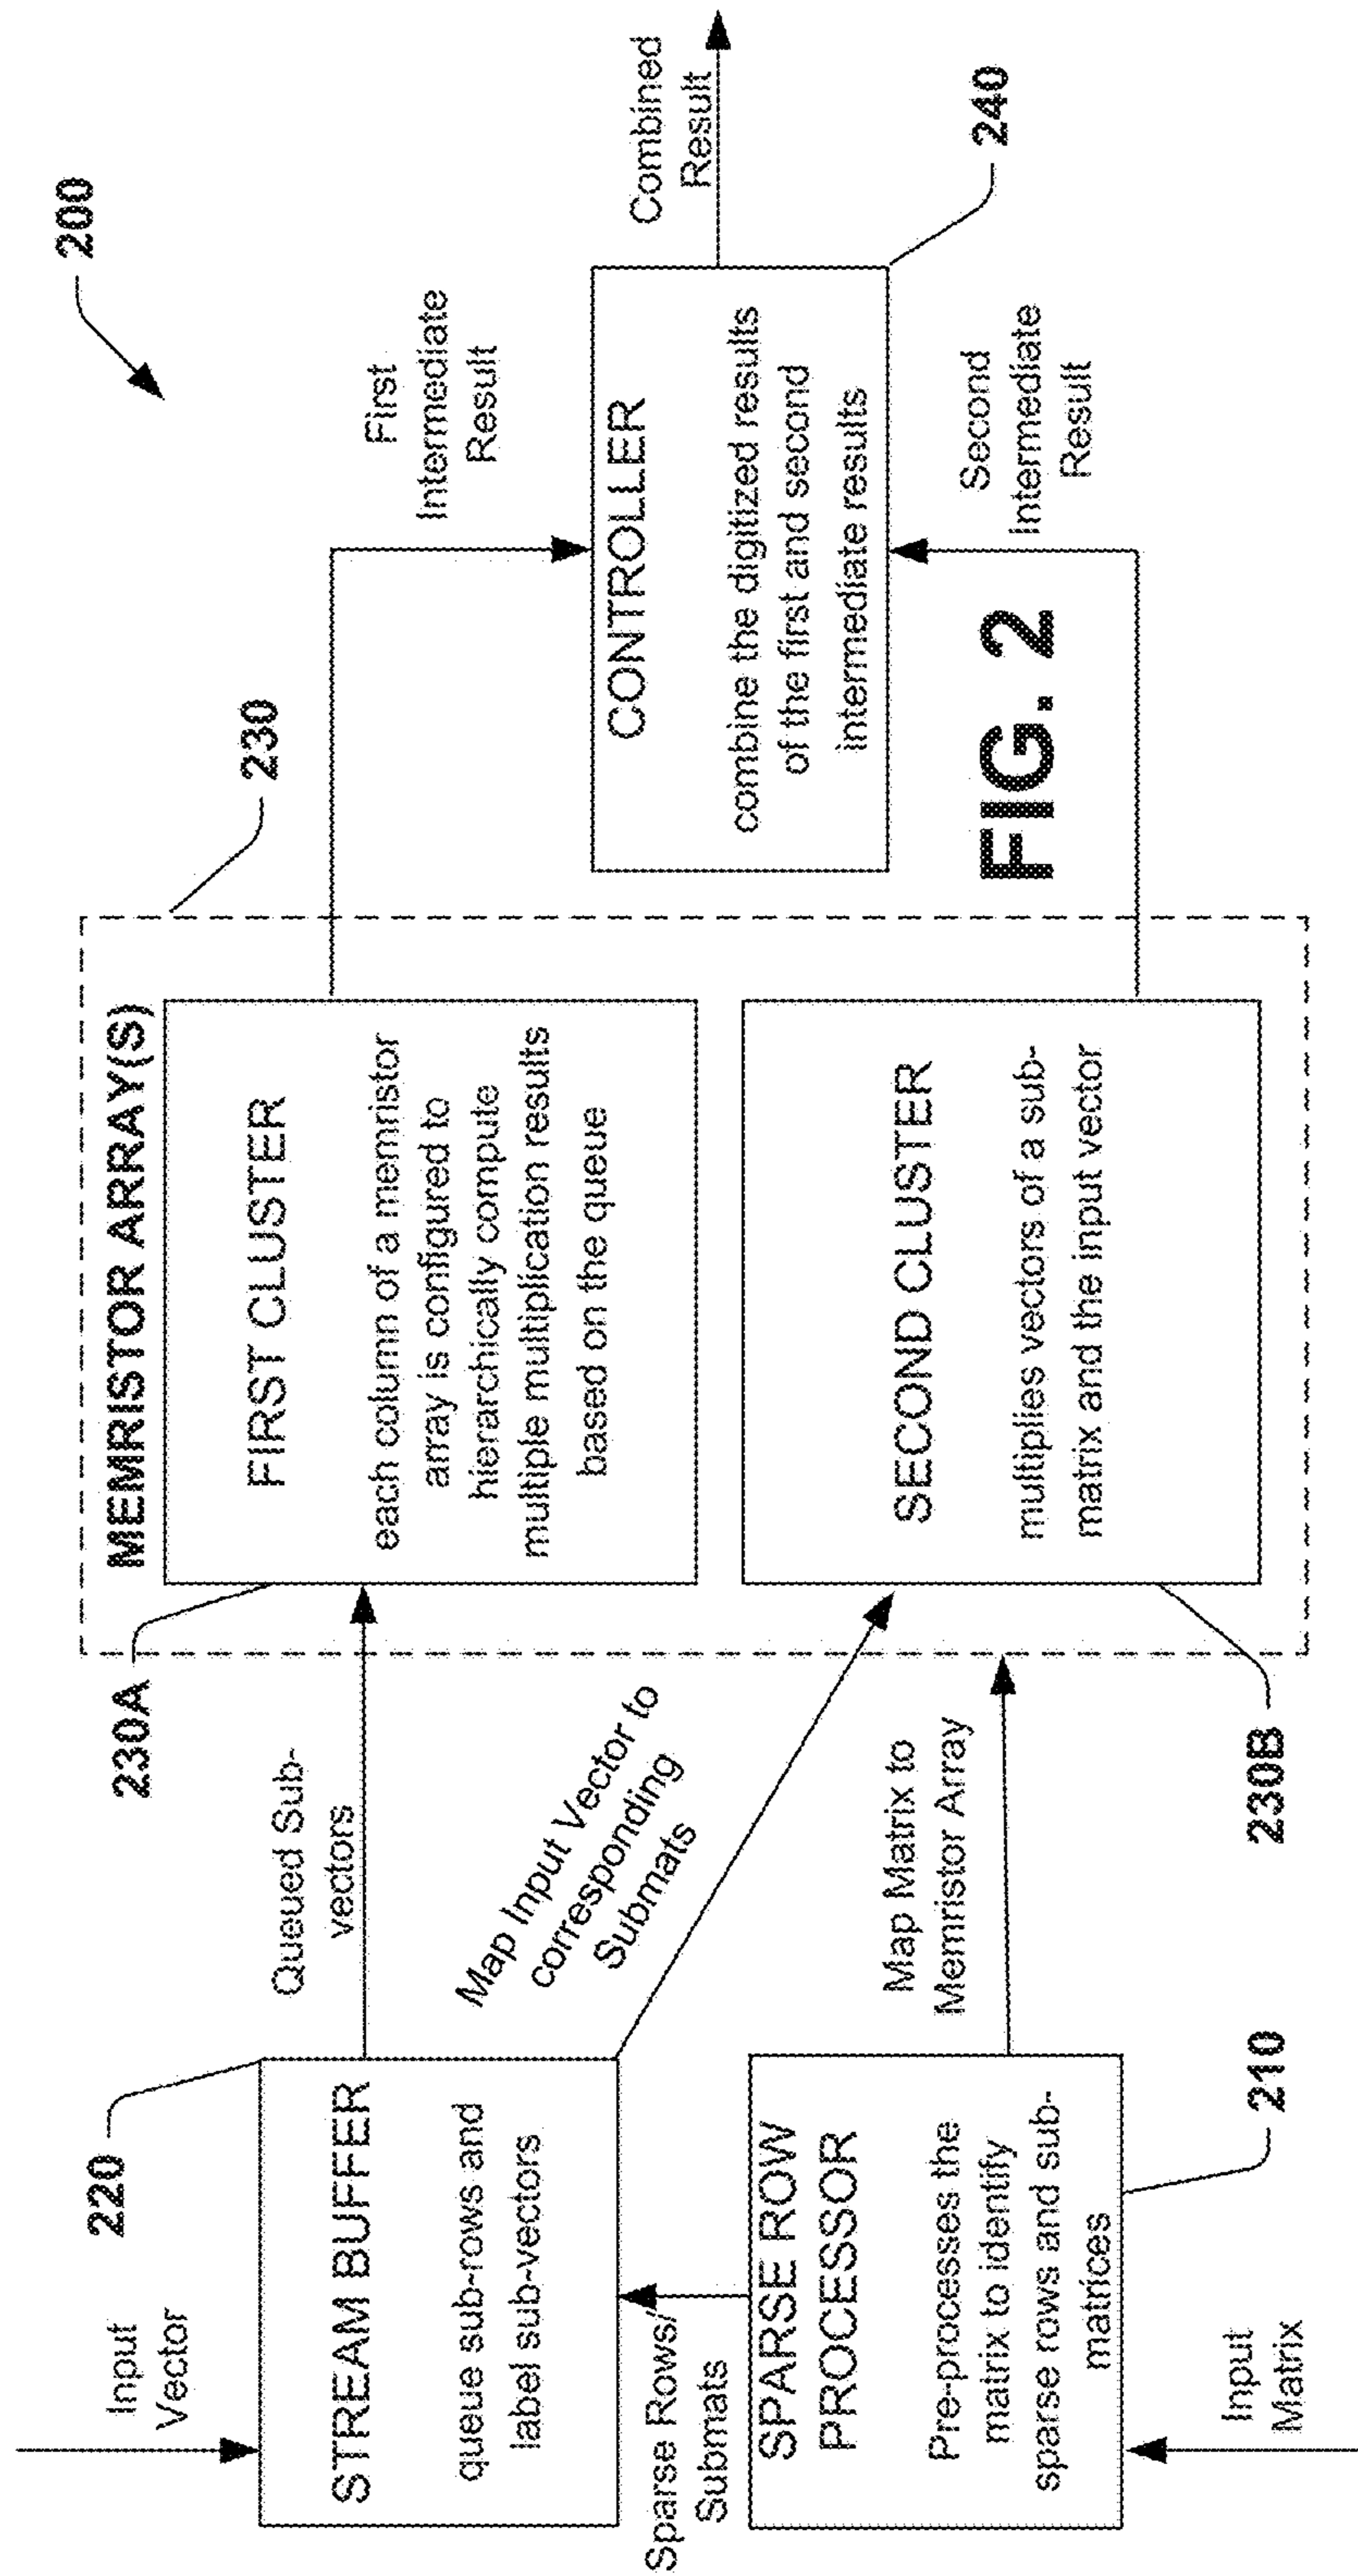 200
Input
Vector
220
STREAM BUFFER
queue sub-rows and
label sub-vectors
Sparse Rows/
Submats
SPARSE ROW
PROCESSOR
Pre-processes the
matrix to identify
sparse rows and sub-
matrices
210
Input
Matrix
Queued Sub-
vectors
Map Input Vector to
corresponding
Submats
Map Matrix to
Memristor Array
230A
230
MEMRISTOR ARRAY(S)
FIRST CLUSTER
each column of a memristor
array is configured to
hierarchically compute
multiple multiplication results
based on the queue
SECOND CLUSTER
multiplies vectors of a sub-
matrix and the input vector
230B
First
Intermediate
Result
CONTROLLER
combine the digitized results
of the first and second
intermediate results
Second
Intermediate
Result
240
Combined
Result
FIG. 2